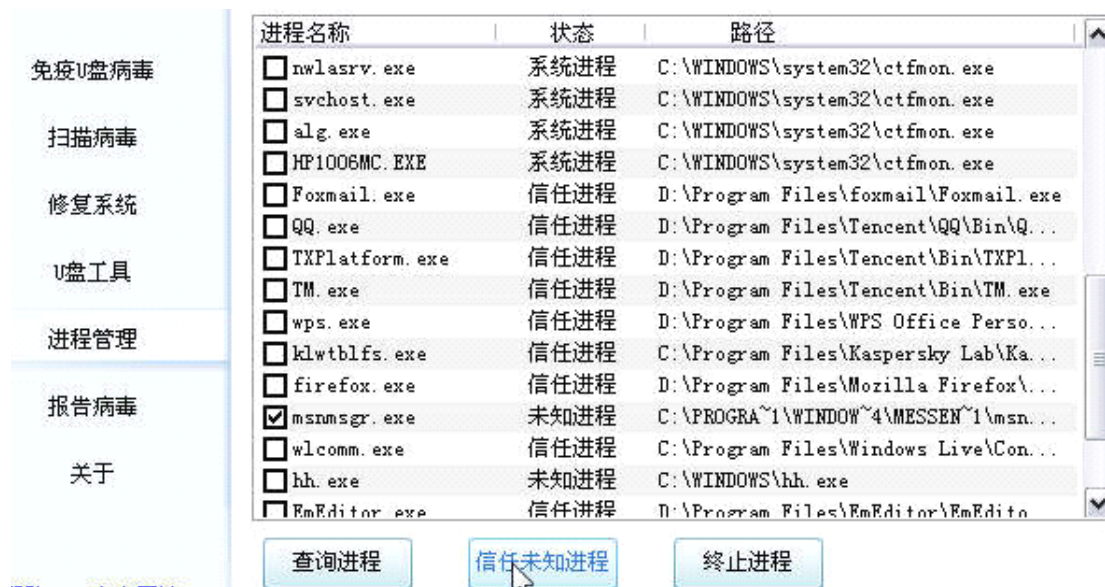 免疫U盘病毒
扫描病毒
修复系统
U盘工具
进程管理
报告病毒
关于
进程名称 状态 路径
nwlasrv.exe 系统进程 C:\WINDOWS\system32\ctfmon.exe
svchost.exe 系统进程 C:\WINDOWS\system32\ctfmon.exe
alg.exe 系统进程 C:\WINDOWS\system32\ctfmon.exe
HP1006MC.EXE 系统进程 C:\WINDOWS\system32\ctfmon.exe
Foxmail.exe 信任进程 D:\Program Files\foxmail\Foxmail.exe
QQ.exe 信任进程 D:\Program Files\Tencent\QQ\Bin\Q...
TXPlatform.exe 信任进程 D:\Program Files\Tencent\Bin\TXPl...
TM.exe 信任进程 D:\Program Files\Tencent\Bin\TM.exe
wps.exe 信任进程 D:\Program Files\WPS Office Perso...
klwtblfs.exe 信任进程 C:\Program Files\Kaspersky Lab\Ka...
firefox.exe 信任进程 D:\Program Files\Mozilla Firefox\...
msnmsgr.exe 未知进程 C:\PROGRA~1\WINDOW~4\MESSEN~1\msn...
wlcomm.exe 信任进程 C:\Program Files\Windows Live\Con...
hh.exe 未知进程 C:\WINDOWS\hh.exe
EmEditor.exe 信任进程 D:\Program Files\EmEditor\EmEdito
查询进程 信任未知进程 终止进程